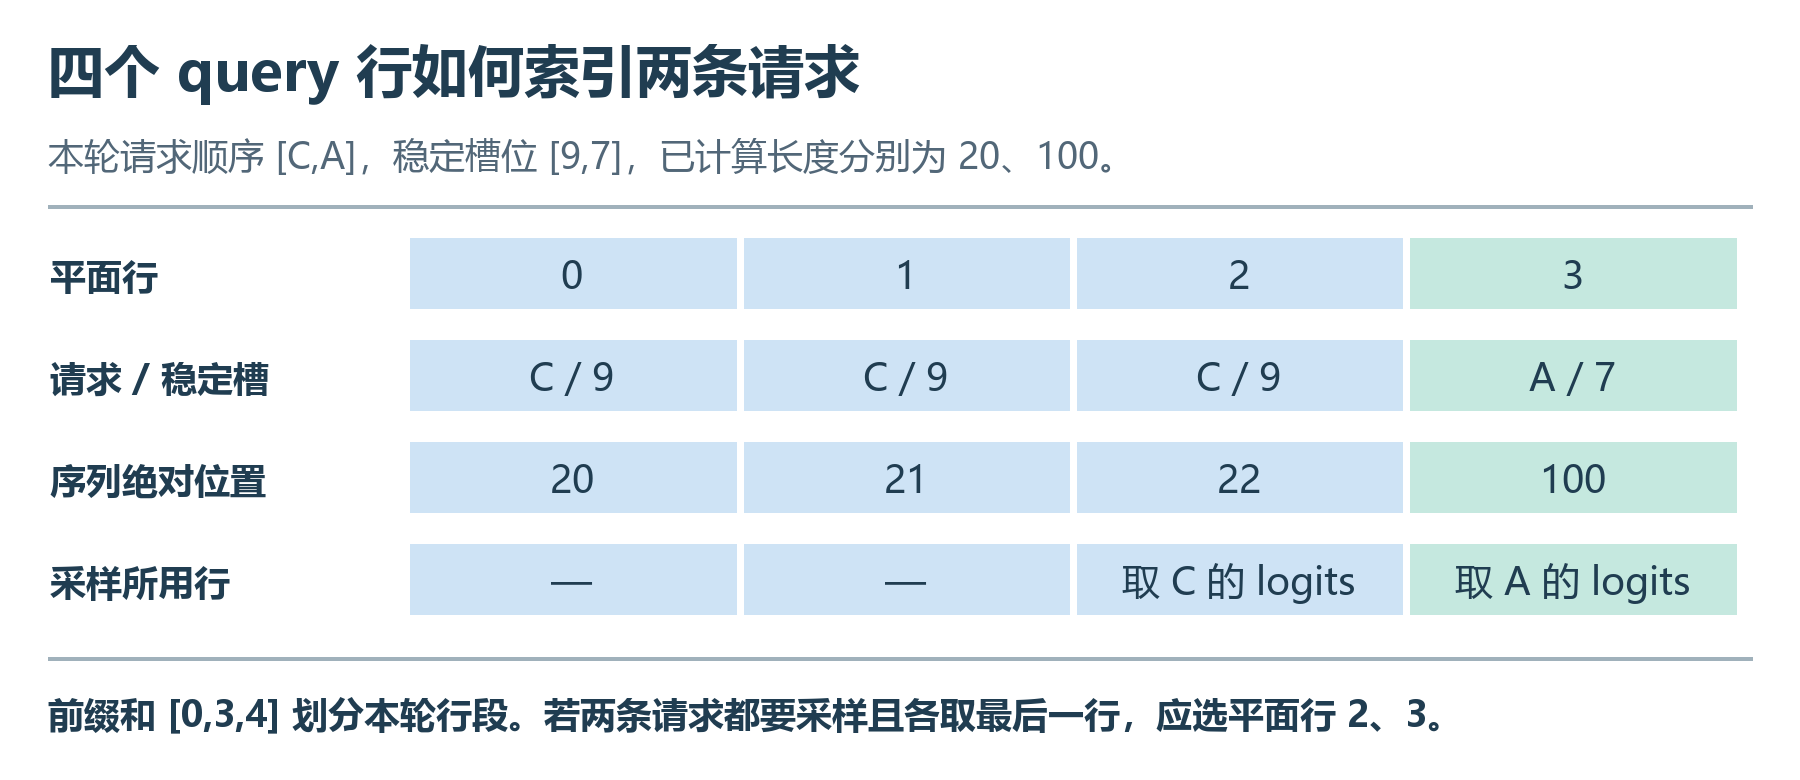 四个 query 行如何索引两条请求
本轮请求顺序 [C,A]，稳定槽位 [9,7]，已计算长度分别为 20、100。
平面行 0 1 2 3
请求 / 稳定槽 C / 9 C / 9 C / 9 A / 7
序列绝对位置 20 21 22 100
采样所用行 — — 取 C 的 logits 取 A 的 logits
前缀和 [0,3,4] 划分本轮行段。若两条请求都要采样且各取最后一行，应选平面行 2、3。